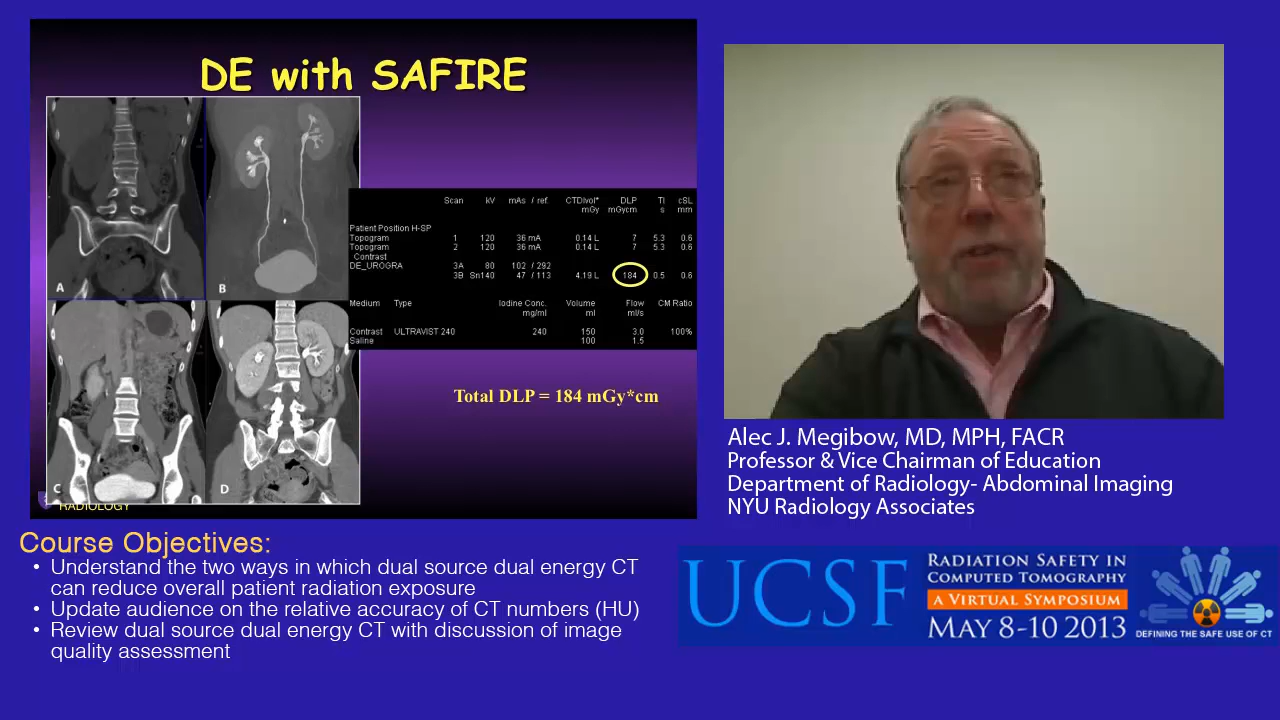 DE with SAFIRE
A
B
C
D
RADIOLOGY
Scan kV mAs / ref. CTDIvol* DLP TI cSL
mGy mGycm s mm
Patient Position H-SP
Topogram 1 120 36 mA 0.14 L 7 5.3 0.6
Topogram 2 120 36 mA 0.14 L 7 5.3 0.6
Contrast
DE_UROGRA 3A 80 102 / 292
3B Sn140 47 / 113 4.19 L 184 0.5 0.6
Medium Type Iodine Conc. Volume Flow CM Ratio
mg/ml ml ml/s
Contrast ULTRAVIST 240 240 150 3.0 100%
Saline 100 1.5
Total DLP = 184 mGy*cm
Alec J. Megibow, MD, MPH, FACR
Professor & Vice Chairman of Education
Department of Radiology- Abdominal Imaging
NYU Radiology Associates
Course Objectives:
• Understand the two ways in which dual source dual energy CT
can reduce overall patient radiation exposure
• Update audience on the relative accuracy of CT numbers (HU)
• Review dual source dual energy CT with discussion of image
quality assessment
UCSF
RADIATION SAFETY IN
COMPUTED TOMOGRAPHY
A VIRTUAL SYMPOSIUM
MAY 8-10 2013
DEFINING THE SAFE USE OF CT